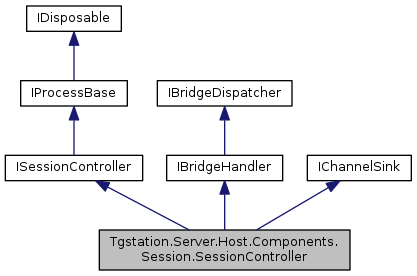 IDisposable
IProcessBase
IBridgeDispatcher
ISessionController
IBridgeHandler
IChannelSink
Tgstation.Server.Host.Components.
Session.SessionController